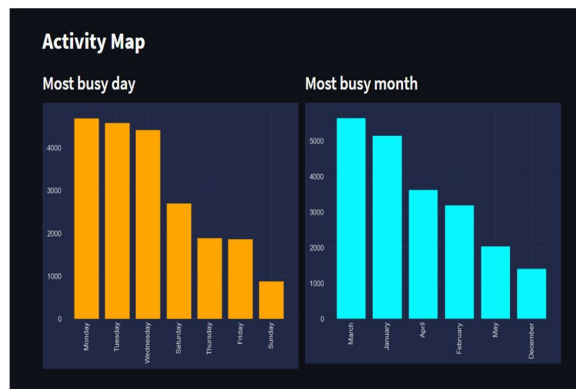 Activity Map
Most busy day
4000
3000
2000
1000
0
Monday
Tuesday
Wednesday
Saturday
Thursday
Friday
Sunday
Most busy month
5000
4000
3000
2000
1000
0
March
January
April
February
May
December